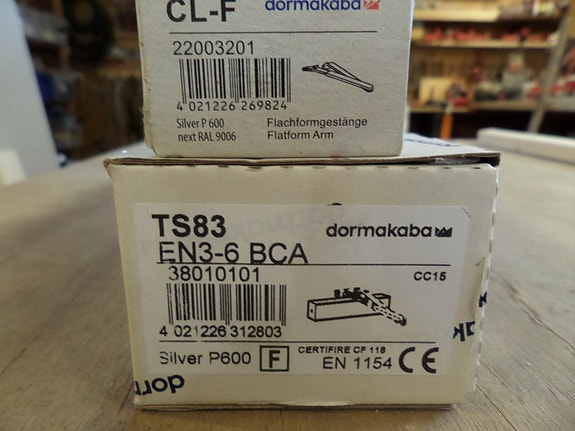 CL-F dormakaba
22003201
4 021226 269824
Silver P 600 Flachformgestänge
next RAL 9006 Flatform Arm
TS83 dormakaba
EN3-6 BCA
38010101 CC15
4 021226 312803
Silver P600 F CERTIFIRE CF 118
EN 1154 CE
dor